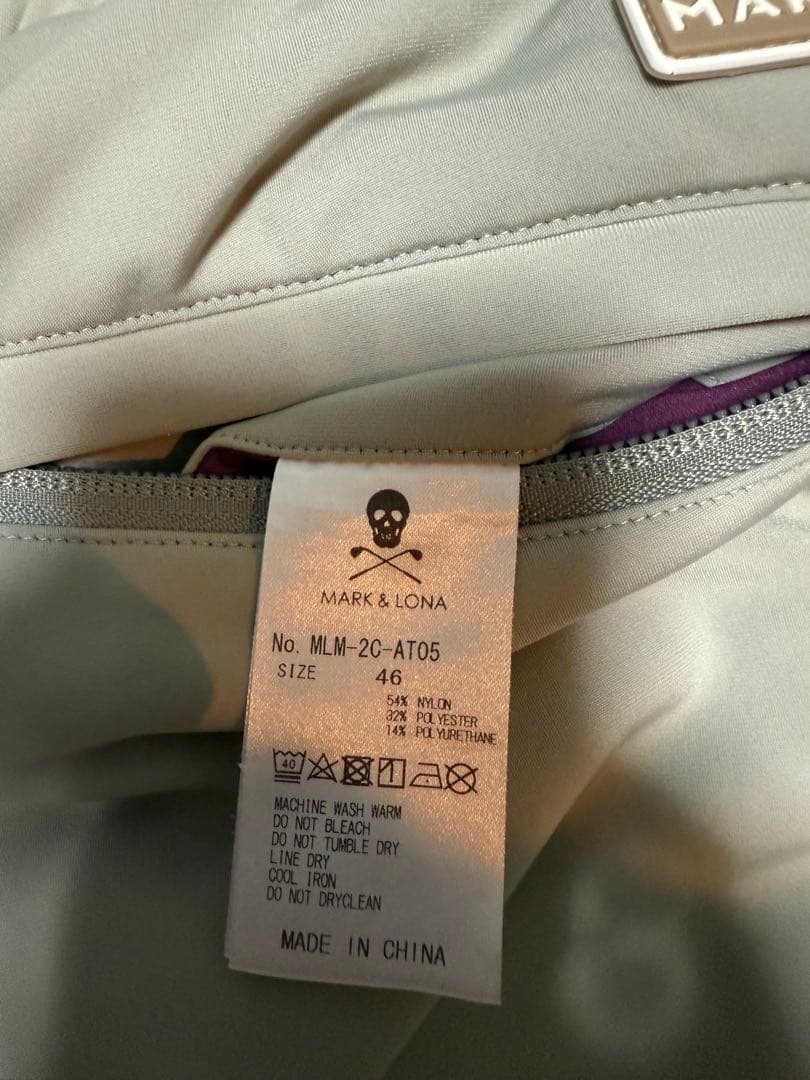 MARK & LONA
No. MLM-2C-AT05
SIZE 46
54% NYLON
32% POLYESTER
14% POLYURETHANE
40
MACHINE WASH WARM
DO NOT BLEACH
DO NOT TUMBLE DRY
LINE DRY
COOL IRON
DO NOT DRYCLEAN
MADE IN CHINA